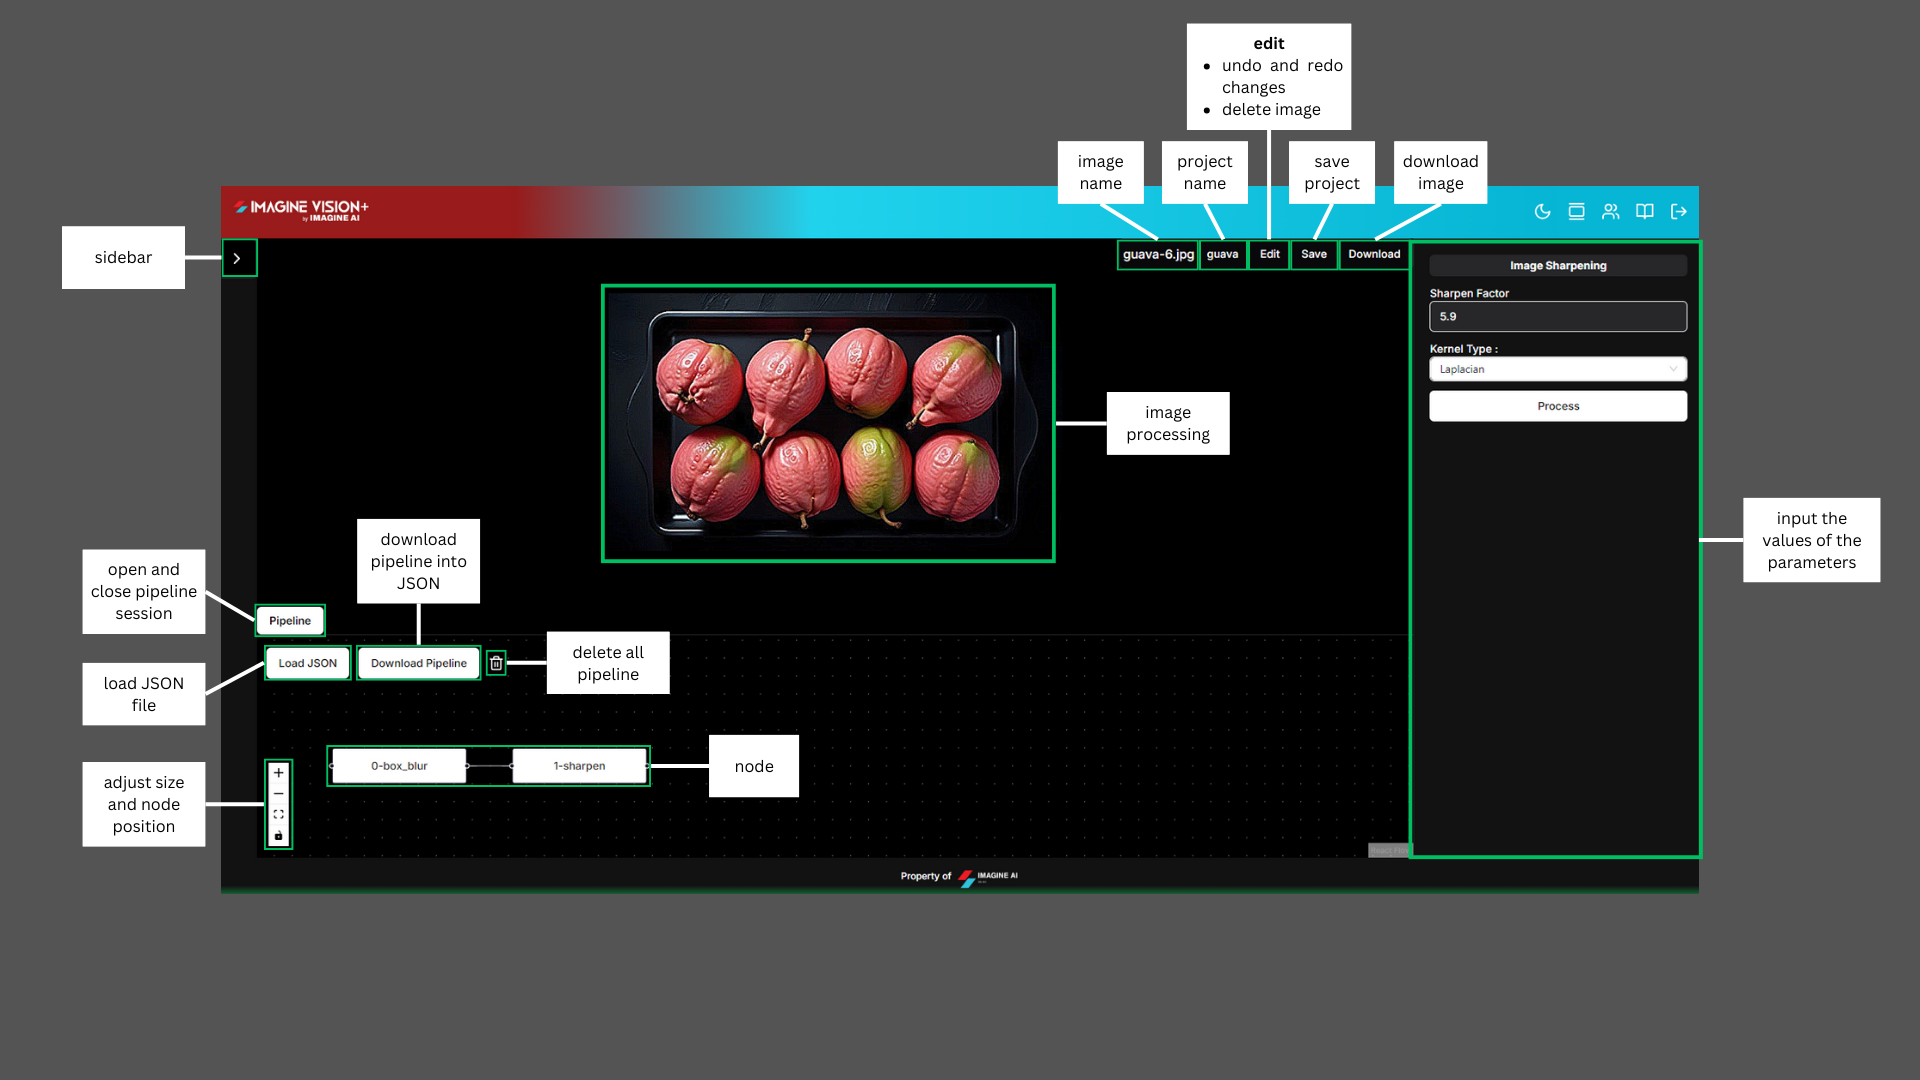 edit
• undo and redo
changes
• delete image
image
name
project
name
save
project
download
image
IMAGINE VISION+
by IMAGINE AI
sidebar
guava-6.jpg
guava
Edit
Save
Download
Image Sharpening
Sharpen Factor
5.9
Kernel Type :
Laplacian
Process
image
processing
input the
values of the
parameters
download
pipeline into
JSON
open and
close pipeline
session
Pipeline
Load JSON
Download Pipeline
delete all
pipeline
load JSON
file
0-box_blur
1-sharpen
node
adjust size
and node
position
React Flow
Property of
IMAGINE AI